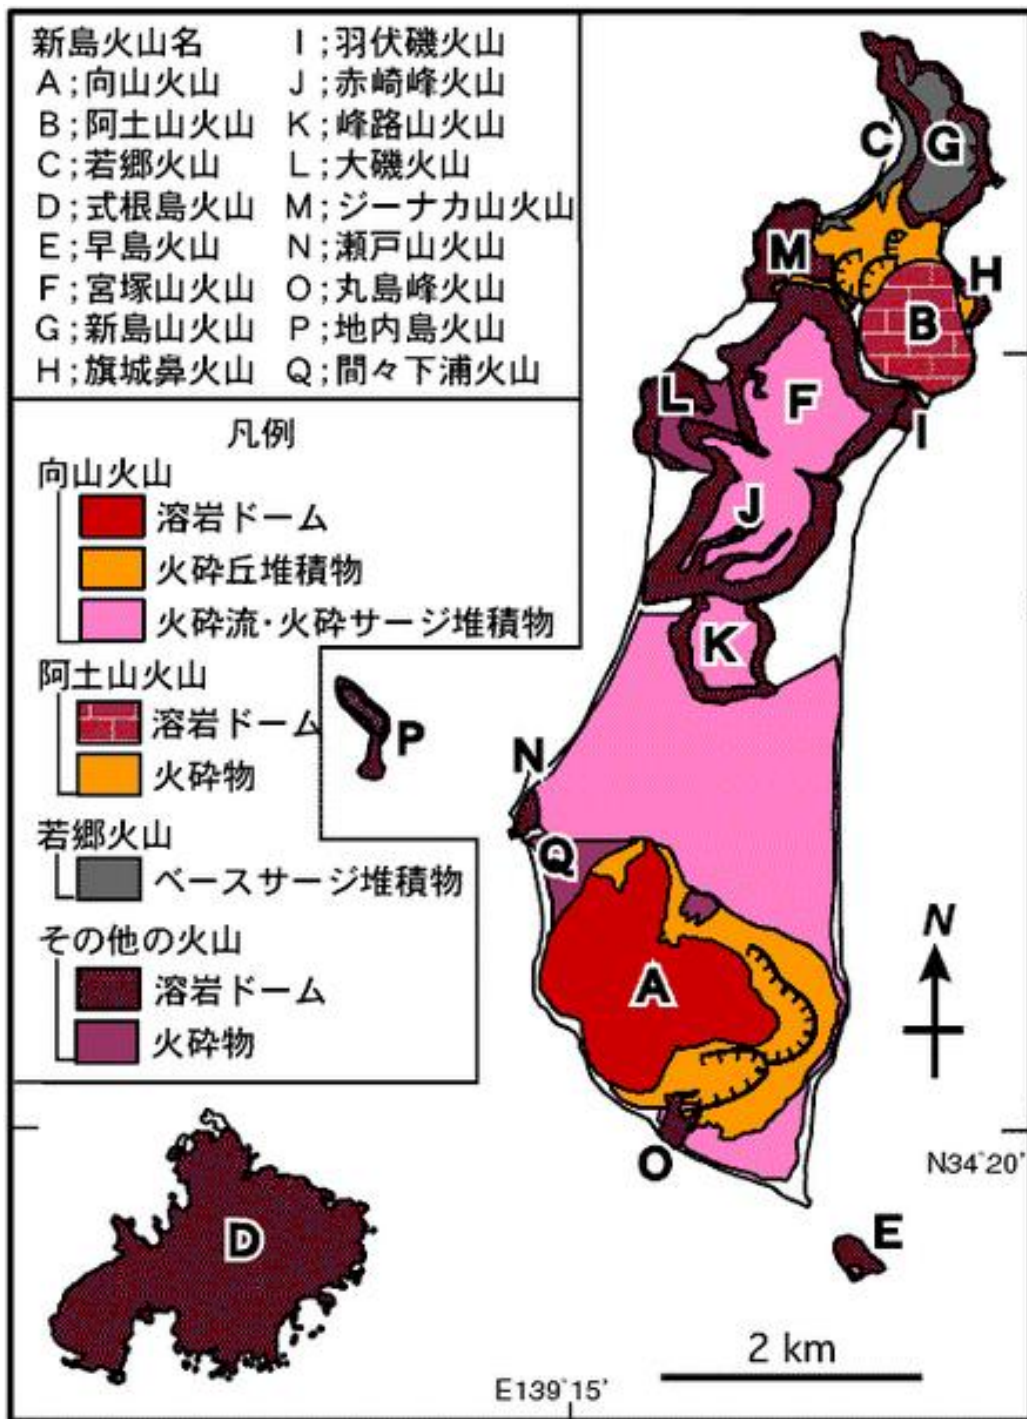 新島火山名
A;向山火山
B;阿土山火山
C;若郷火山
D;式根島火山
E;早島火山
F;宮塚山火山
G;新島山火山
H;旗城鼻火山
I;羽伏磯火山
J;赤崎峰火山
K;峰路山火山
L;大磯火山
M;ジーナカ山火山
N;瀬戸山火山
O;丸島峰火山
P;地内島火山
Q;間々下浦火山
凡例
向山火山
溶岩ドーム
火砕丘堆積物
火砕流・火砕サージ堆積物
阿土山火山
溶岩ドーム
火砕物
若郷火山
ベースサージ堆積物
その他の火山
溶岩ドーム
火砕物
C
G
M
H
B
L
F
I
J
K
P
N
Q
A
N
O
N34°20'
D
E
2 km
E139°15'